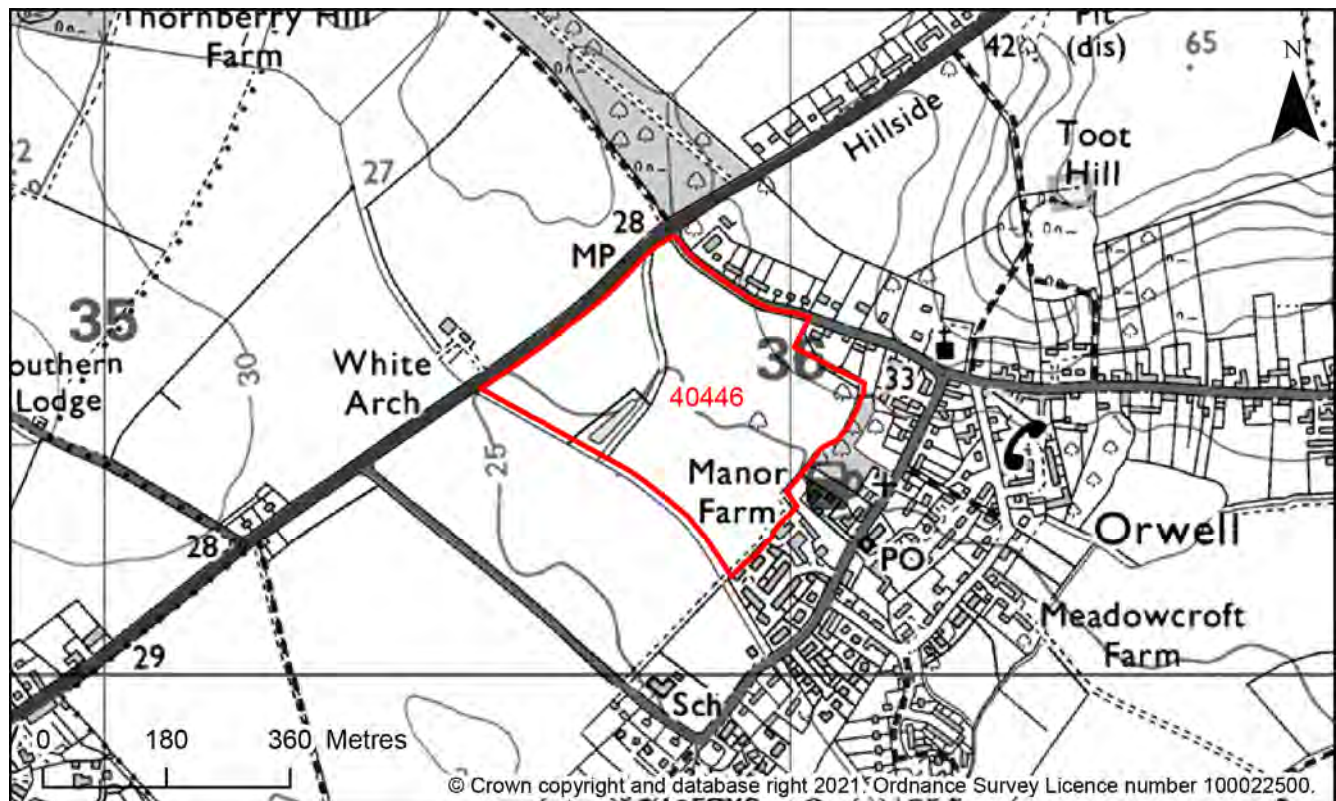 Thornberry Hill
Farm
42
Pit
(dis)
65
N
Hillside
Toot
Hill
27
28
MP
35
30
White
Arch
Lodge
36
33
40446
25
Manor
Farm
Orwell
PO
28
Meadowcroft
Farm
29
Sch
0 180 360 Metres
© Crown copyright and database right 2021. Ordnance Survey Licence number 100022500.